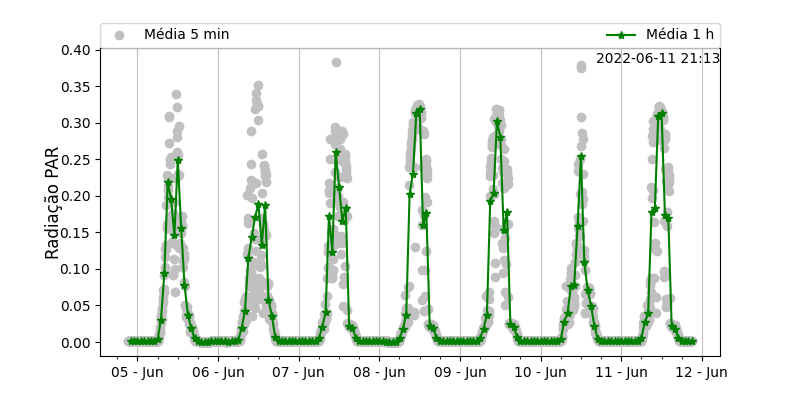 Média 5 min
Média 1 h
2022-06-11 21:13
Radiação PAR
0.40
0.35
0.30
0.25
0.20
0.15
0.10
0.05
0.00
05 - Jun
06 - Jun
07 - Jun
08 - Jun
09 - Jun
10 - Jun
11 - Jun
12 - Jun